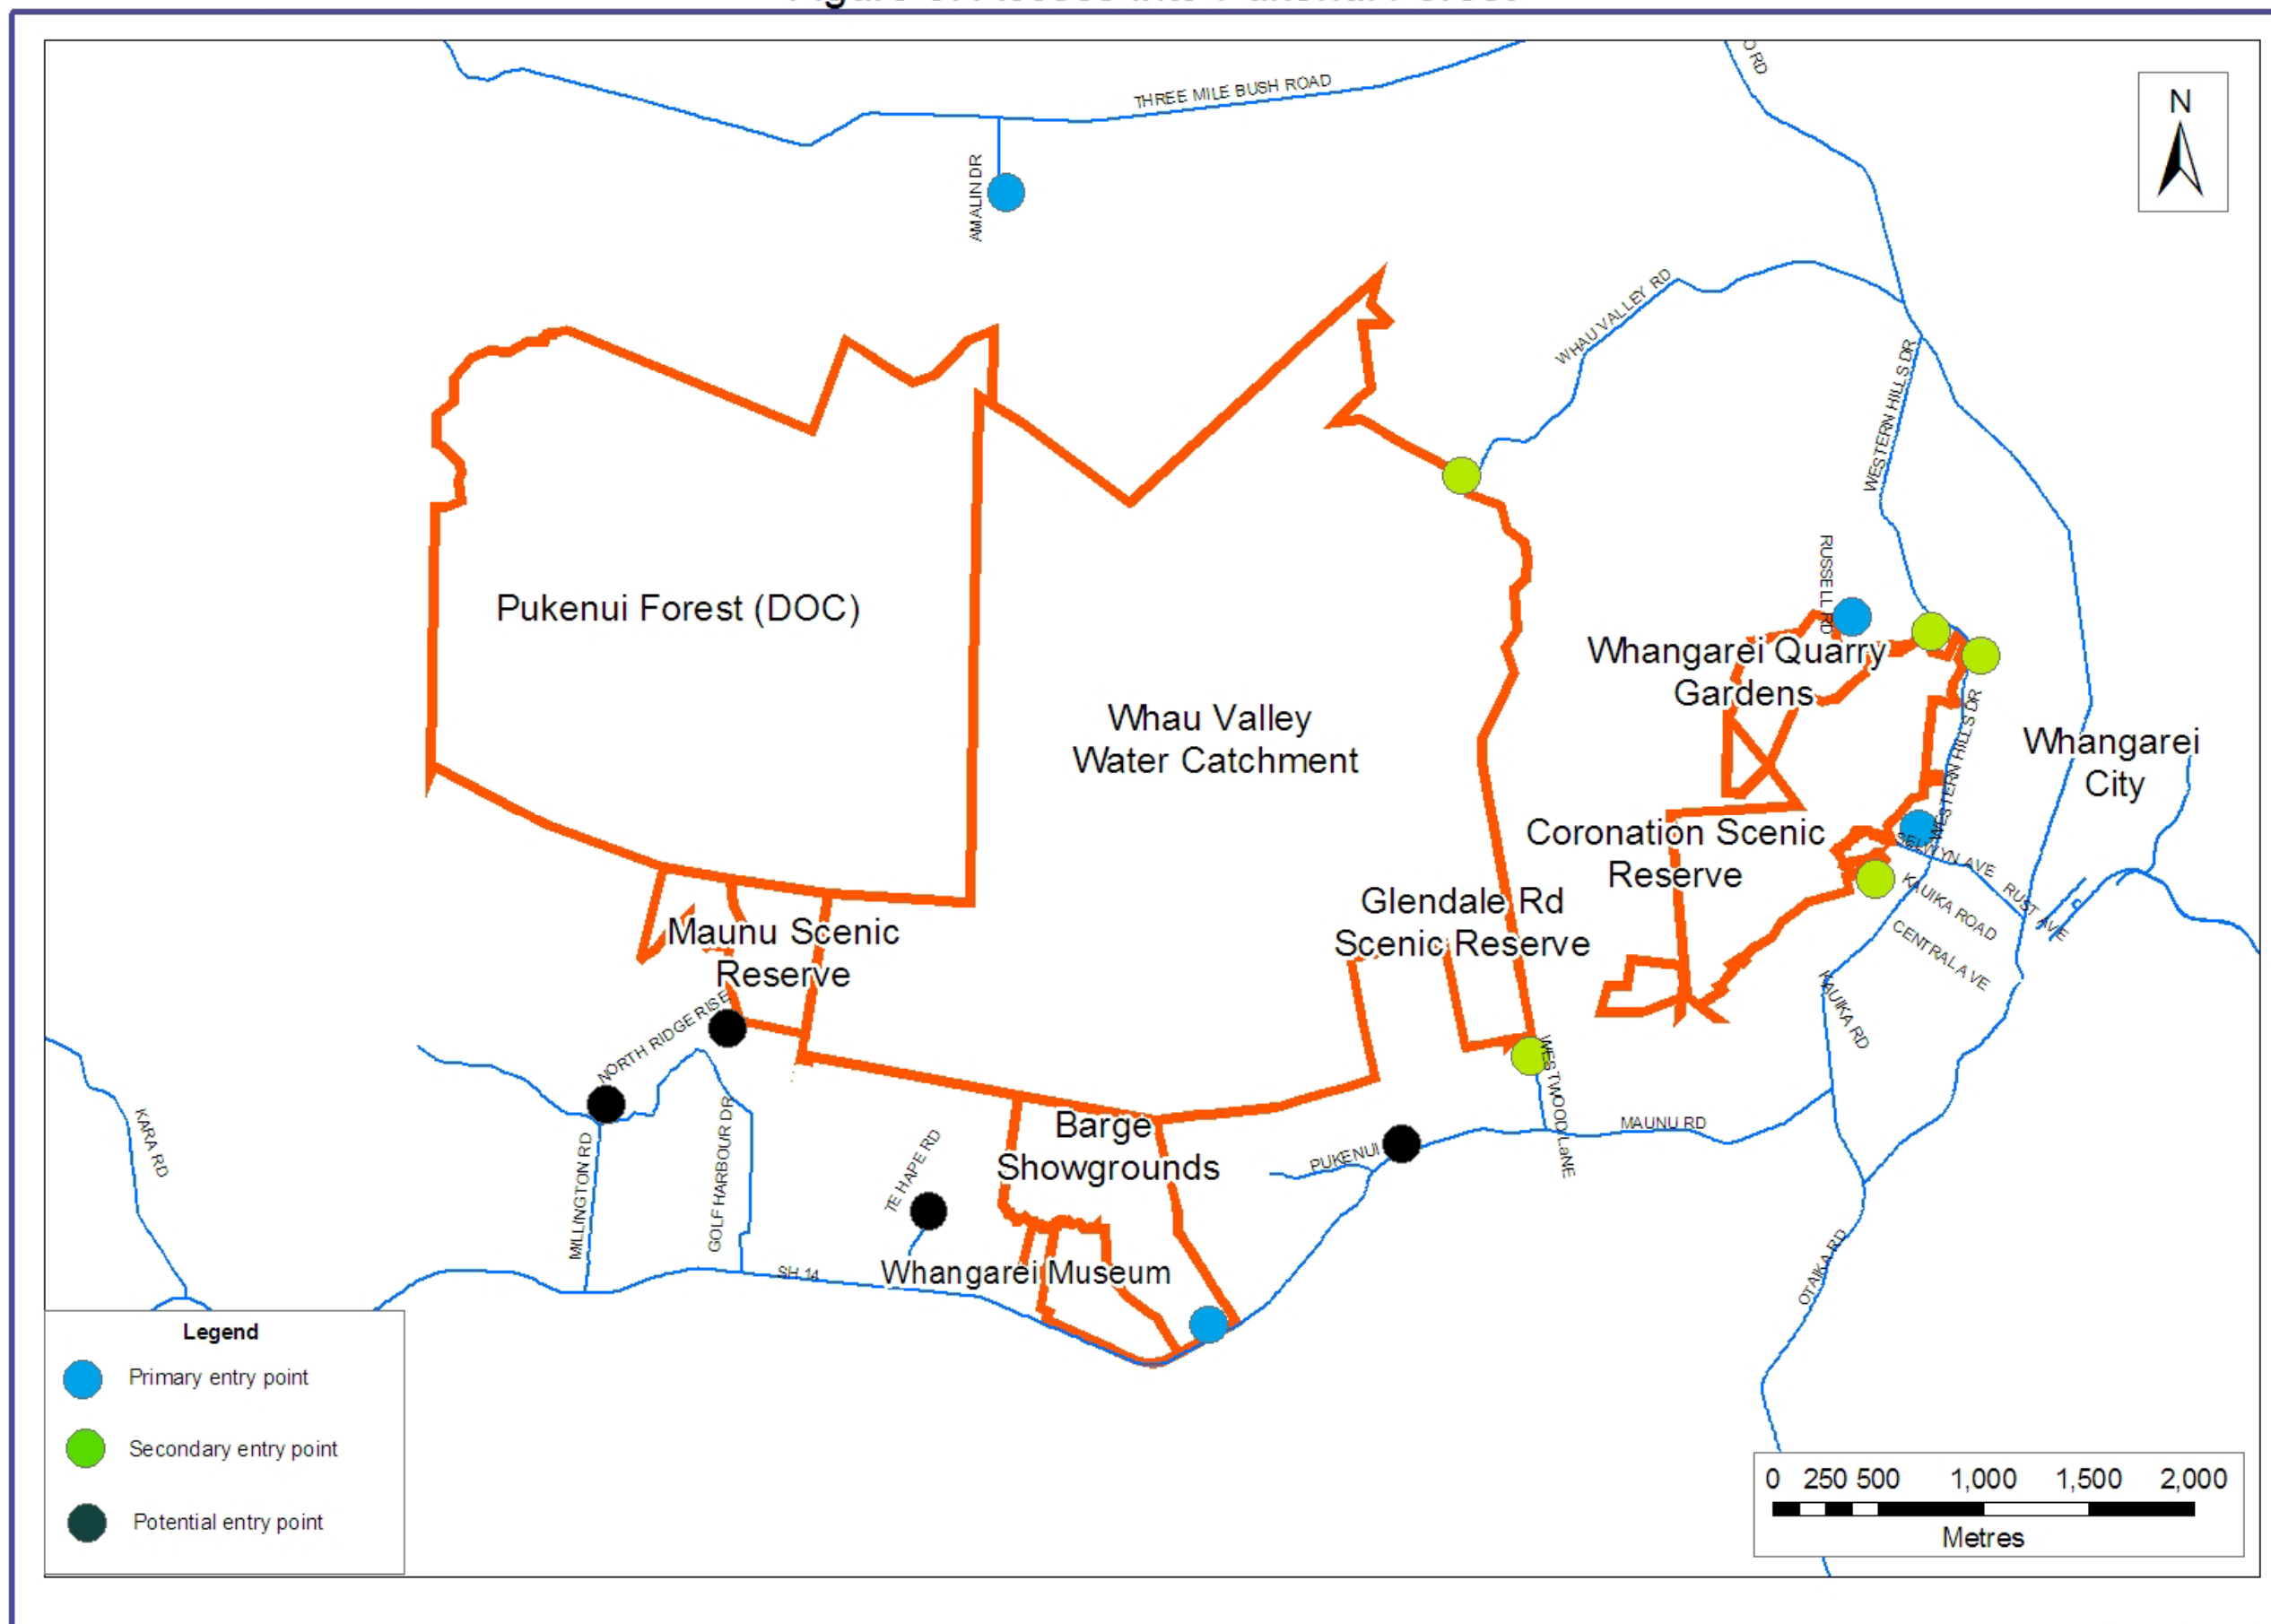 THREE MILE BUSH ROAD
O RD
N
AMALIN DR
WHAU VALLEY RD
WESTERN HILLS DR
RUSSELL RD
Pukenui Forest (DOC)
Whangarei Quarry
Gardens
Whau Valley
Water Catchment
WESTERN HILLS DR
Whangarei
City
Coronation Scenic
Reserve
SELWYN AVE
RUST AVE
KAUIKA ROAD
CENTRAL AVE
Glendale Rd
Scenic Reserve
Maunu Scenic
Reserve
KAUIKA RD
NORTH RIDGE RISE
WESTWOOD LaNE
KARA RD
MILLINGTON RD
GOLF HARBOUR DR
TE HAPE RD
Barge
Showgrounds
PUKENUI
MAUNU RD
SH 14
Whangarei Museum
OTAIKA RD
Legend
Primary entry point
Secondary entry point
Potential entry point
0 250 500 1,000 1,500 2,000
Metres